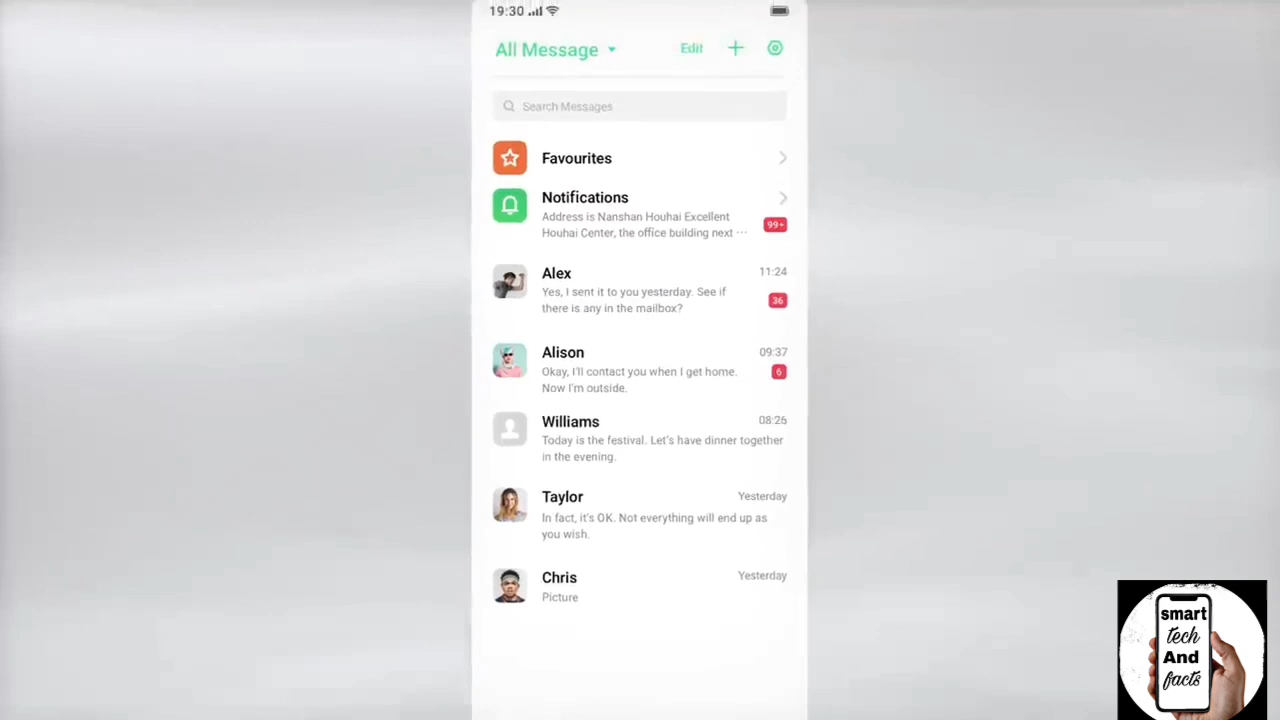 19:30
All Message
Edit
Search Messages
Favourites
Notifications
Address is Nanshan Houhai Excellent
Houhai Center, the office building next ···
99+
Alex
11:24
Yes, I sent it to you yesterday. See if
there is any in the mailbox?
36
Alison
09:37
Okay, I'll contact you when I get home.
Now I'm outside.
6
Williams
08:26
Today is the festival. Let's have dinner together
in the evening.
Taylor
Yesterday
In fact, it's OK. Not everything will end up as
you wish.
Chris
Yesterday
Picture
smart
tech
And
facts